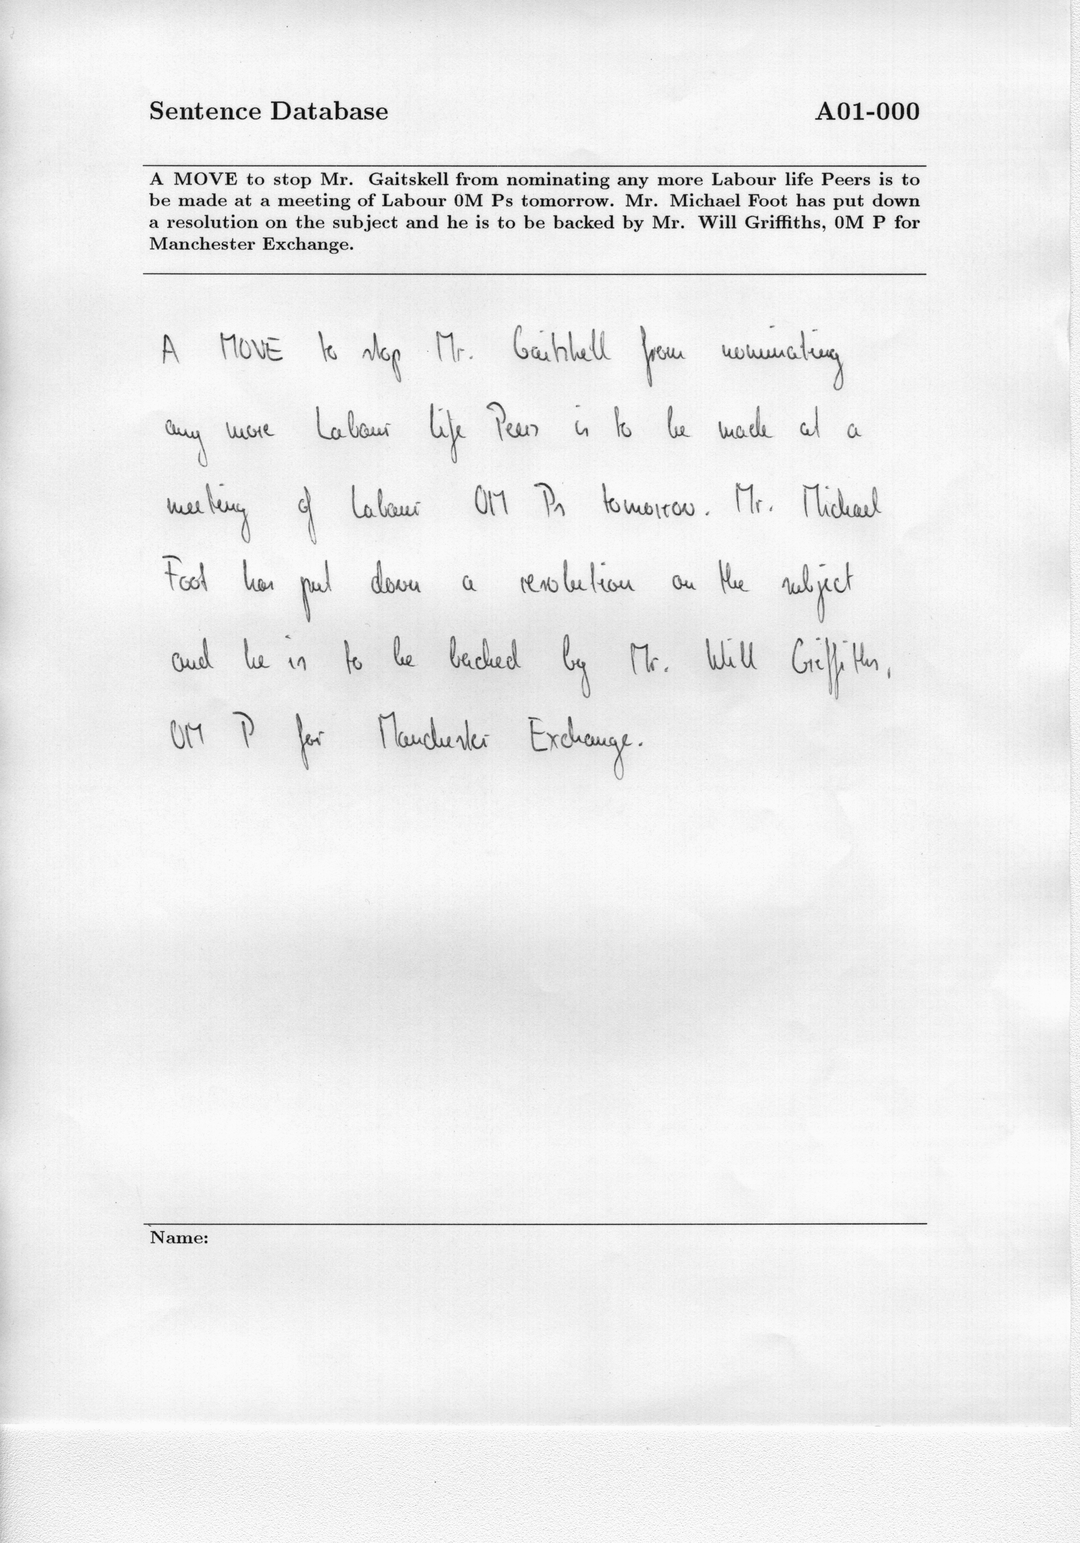 Sentence Database A01-000
A MOVE to stop Mr. Gaitskell from nominating any more Labour life Peers is to
be made at a meeting of Labour 0M Ps tomorrow. Mr. Michael Foot has put down
a resolution on the subject and he is to be backed by Mr. Will Griffiths, 0M P for
Manchester Exchange.
A MOVE to stop Mr. Gaitskell from nominating
any more Labour life Peers is to be made at a
meeting of Labour 0M Ps tomorrow. Mr. Michael
Foot has put down a resolution on the subject
and he is to be backed by Mr. Will Griffiths,
0M P for Manchester Exchange.
Name: